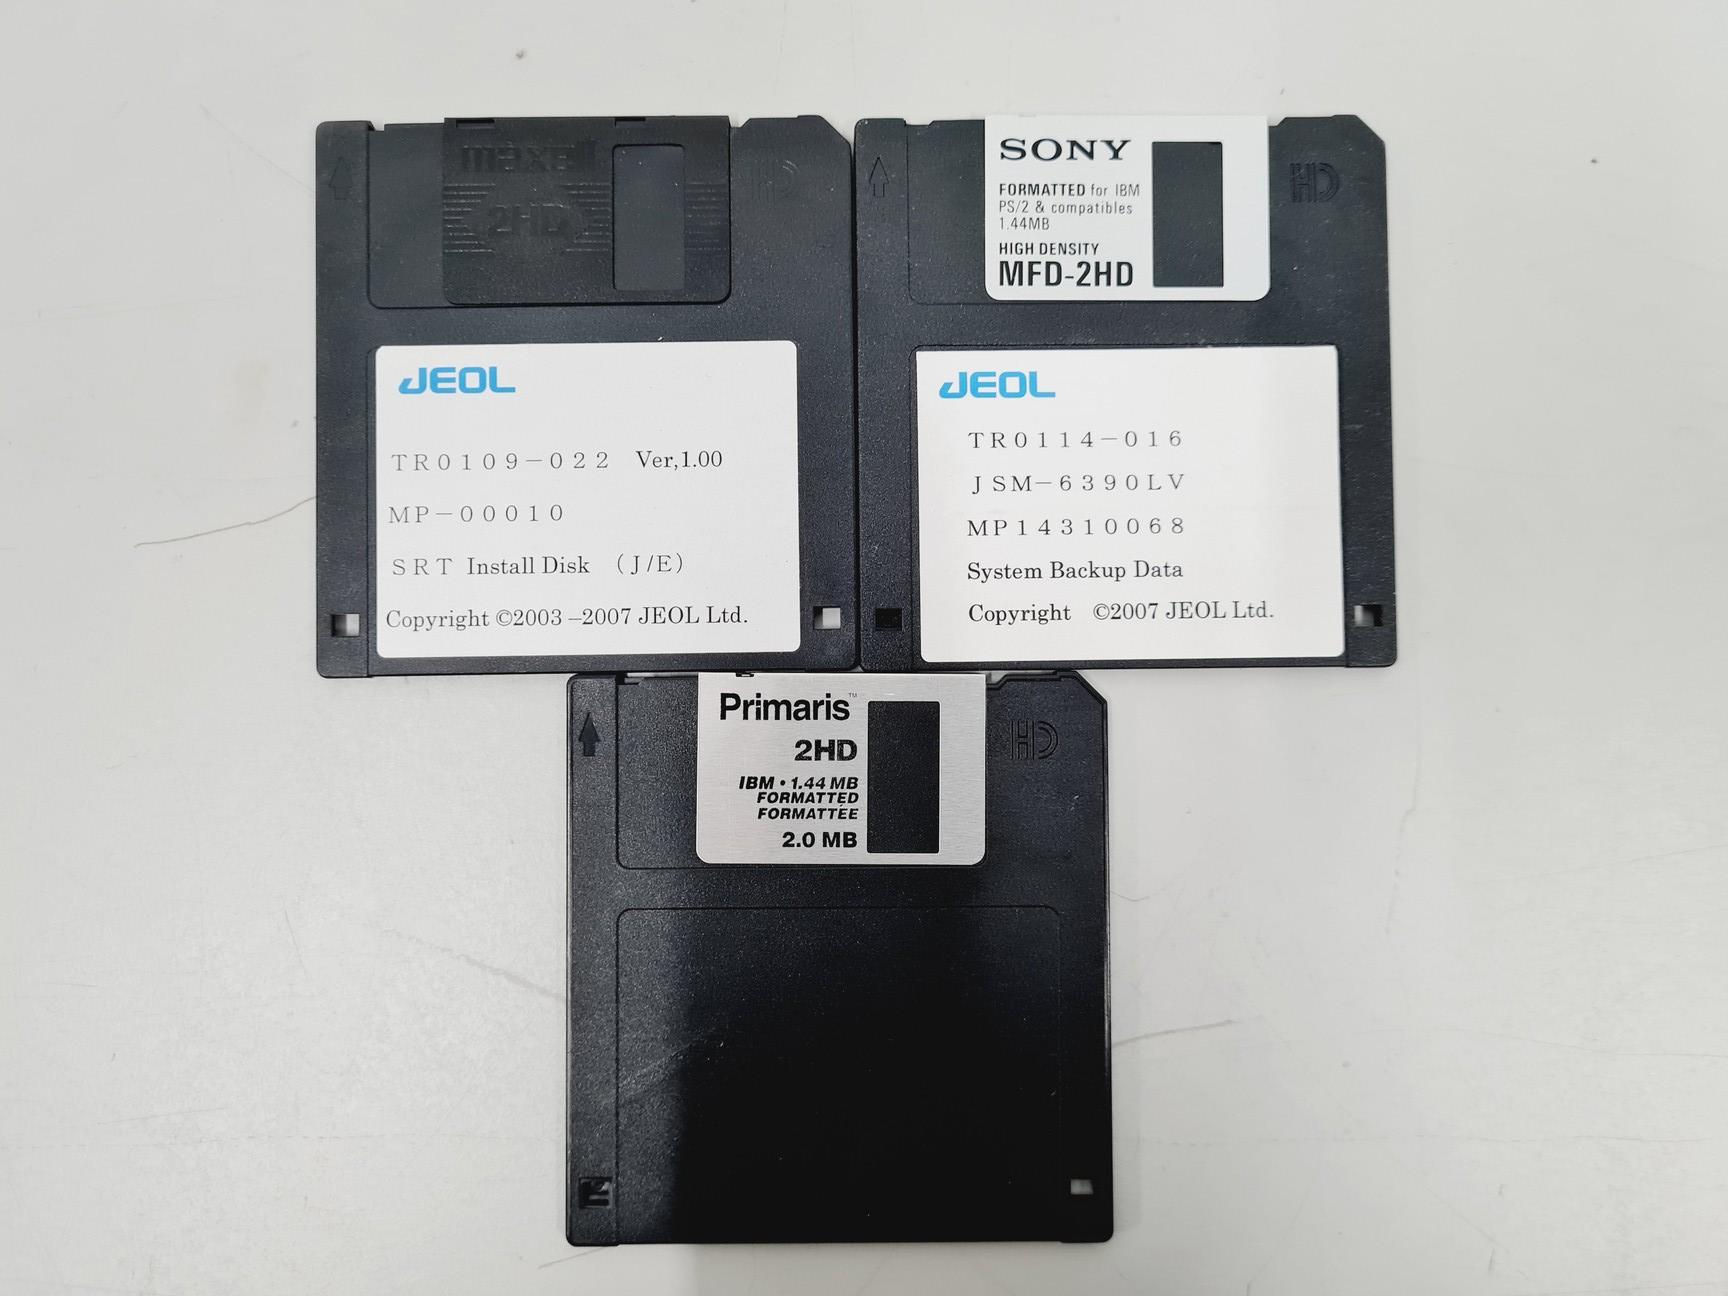 maxell
2HD
HD
JEOL
TR0109-022 Ver,1.00
MP-00010
SRT Install Disk (J/E)
Copyright ©2003-2007 JEOL Ltd.
SONY
FORMATTED for IBM
PS/2 & compatibles
1.44MB
HIGH DENSITY
MFD-2HD
HD
JEOL
TR0114-016
JSM-6390LV
MP14310068
System Backup Data
Copyright ©2007 JEOL Ltd.
Primaris™
2HD
IBM • 1.44 MB
FORMATTED
FORMATTÉE
2.0 MB
HD